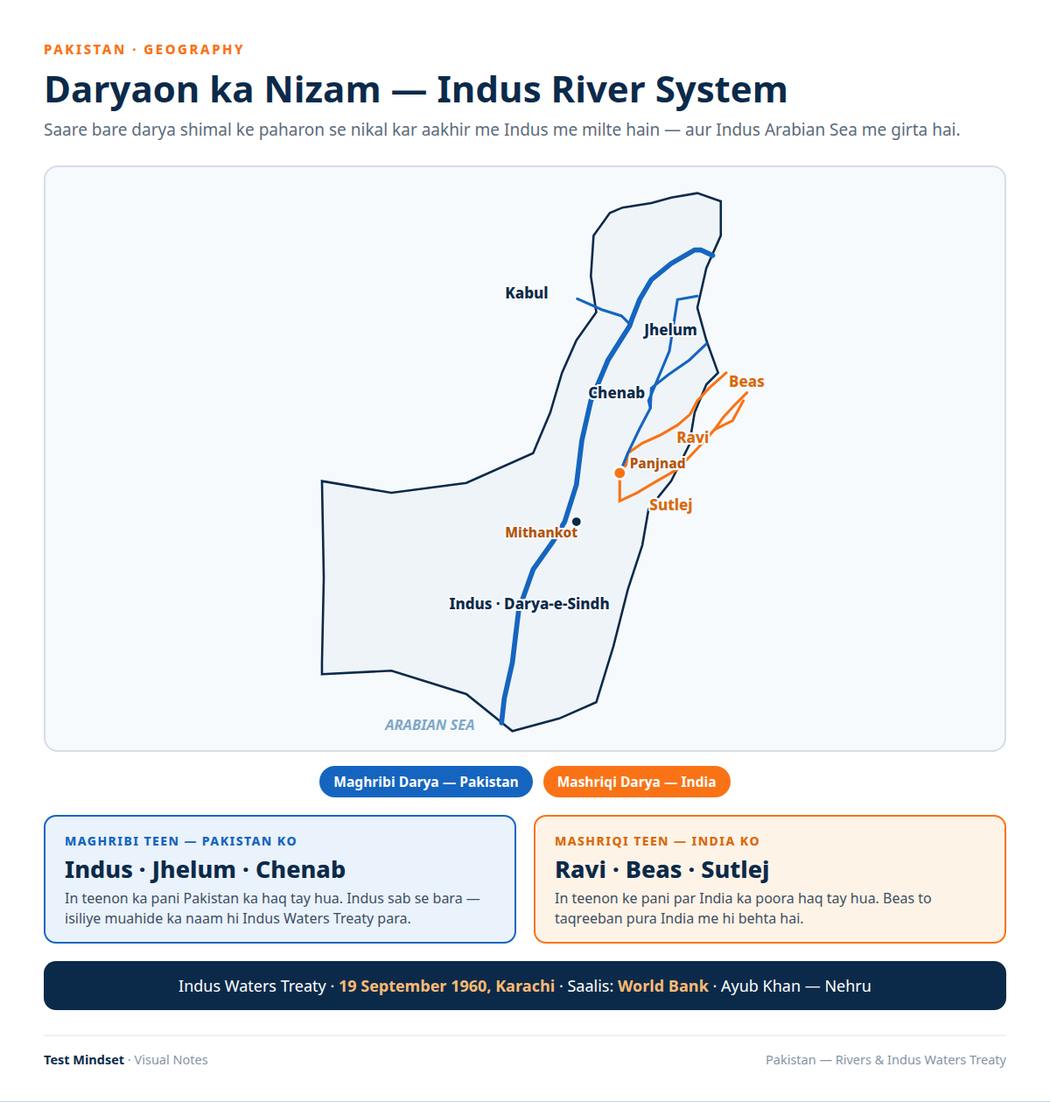 PAKISTAN · GEOGRAPHY
Daryaon ka Nizam — Indus River System
Saare bare darya shimal ke paharon se nikal kar aakhir me Indus me milte hain — aur Indus Arabian Sea me girta hai.
Kabul
Jhelum
Beas
Chenab
Ravi
Panjnad
Sutlej
Mithankot
Indus · Darya-e-Sindh
ARABIAN SEA
Maghribi Darya — Pakistan
Mashriqi Darya — India
MAGHRIBI TEEN — PAKISTAN KO
Indus · Jhelum · Chenab
In teenon ka pani Pakistan ka haq tay hua. Indus sab se bara —
isiliye muahide ka naam hi Indus Waters Treaty para.
MASHRIQI TEEN — INDIA KO
Ravi · Beas · Sutlej
In teenon ke pani par India ka poora haq tay hua. Beas to
taqreeban pura India me hi behta hai.
Indus Waters Treaty · 19 September 1960, Karachi · Saalis: World Bank · Ayub Khan — Nehru
Test Mindset · Visual Notes
Pakistan — Rivers & Indus Waters Treaty